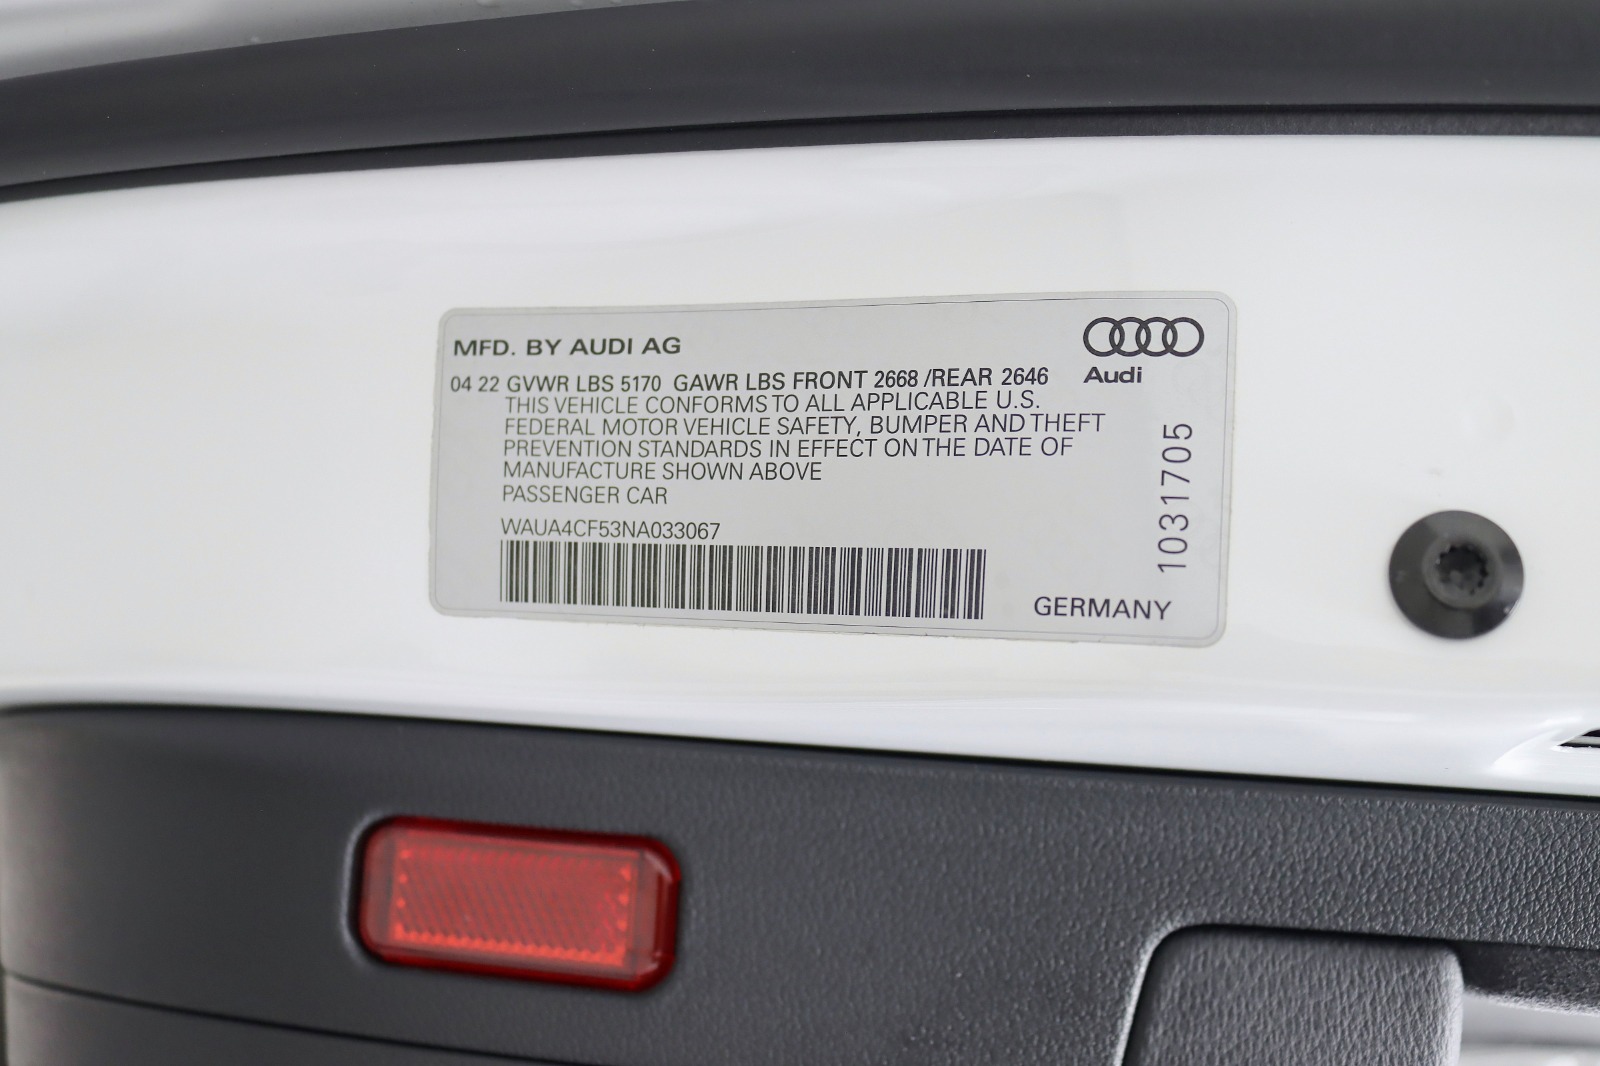 MFD. BY AUDI AG
Audi
04 22 GVWR LBS 5170 GAWR LBS FRONT 2668 /REAR 2646
THIS VEHICLE CONFORMS TO ALL APPLICABLE U.S.
FEDERAL MOTOR VEHICLE SAFETY, BUMPER AND THEFT
PREVENTION STANDARDS IN EFFECT ON THE DATE OF
MANUFACTURE SHOWN ABOVE
PASSENGER CAR
WAUA4CF53NA033067
1031705
GERMANY